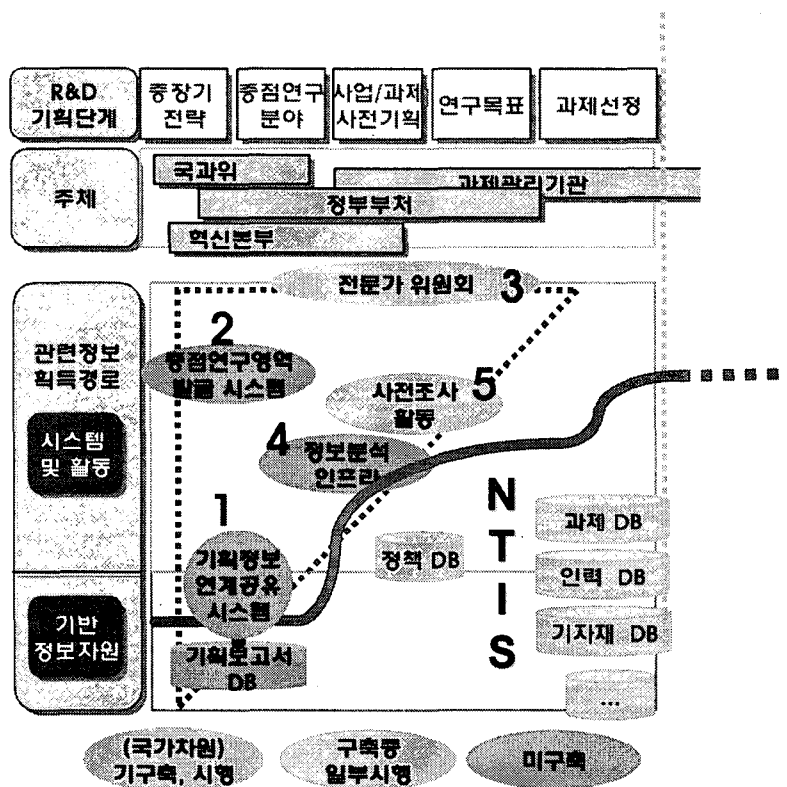 R&D
기획단계
중장기
전략
중점연구
분야
사업/과제
사전기획
연구목표
과제선정
주체
국과위
과제관리기관
정부부처
혁신본부
전문가 위원회 3
관련정보
획득경로
2
중점연구영역
발굴 시스템
사전조사 5
활동
시스템
및 활동
4 정보분석
인프라
1
N
T
I
S
과제 DB
기획정보
연계공유
시스템
정책 DB
인력 DB
기반
정보자원
기자재 DB
기획보고서
DB
...
(국가차원)
기구축, 시행
구축중
일부시행
미구축